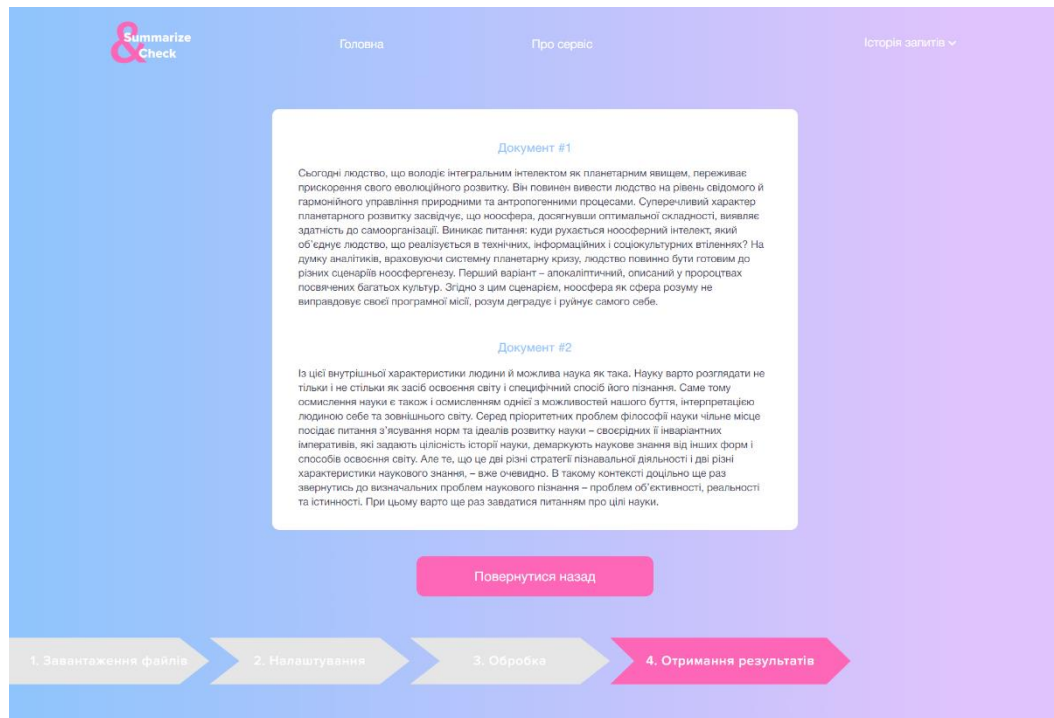 Summarize
& Check
Головна
Про сервіс
Історія запитів
Документ #1
Сьогодні людство, що володіє інтегральним інтелектом як планетарним явищем, переживає
прискорення свого еволюційного розвитку. Він повинен вивести людство на рівень свідомого й
гармонійного управління природними та антропогенними процесами. Суперечливий характер
планетарного розвитку засвідчує, що ноосфера, досягнувши оптимальної складності, виявляє
здатність до самоорганізації. Виникає питання: куди рухається ноосферний інтелект, який
об'єднує людство, що реалізується в технічних, інформаційних і соціокультурних втіленнях? На
думку аналітиків, враховуючи системну планетарну кризу, людство повинно бути готовим до
різних сценаріїв ноосфергенезу. Перший варіант – апокаліптичний, описаний у пророцтвах
посвячених багатьох культур. Згідно з цим сценарієм, ноосфера як сфера розуму не
виправдовує своєї програмної місії, розум деградує і руйнує самого себе.
Документ #2
Із цієї внутрішньої характеристики людини й можлива наука як така. Науку варто розглядати не
тільки і не стільки як засіб освоєння світу і специфічний спосіб його пізнання. Саме тому
осмислення науки є також і осмисленням однієї з можливостей нашого буття, інтерпретацією
людиною себе та зовнішнього світу. Серед пріоритетних проблем філософії науки чільне місце
посідає питання з'ясування норм та ідеалів розвитку науки – своєрідних її інваріантних
імперативів, які задають цілісність історії науки, демаркують наукове знання від інших форм і
способів освоєння світу. Але те, що це дві різні стратегії пізнавальної діяльності і дві різні
характеристики наукового знання, – вже очевидно. В такому контексті доцільно ще раз
звернутись до визначальних проблем наукового пізнання – проблем об'єктивності, реальності
та істинності. При цьому варто ще раз завдатися питанням про цілі науки.
Повернутися назад
1. Завантаження файлів
2. Налаштування
3. Обробка
4. Отримання результатів